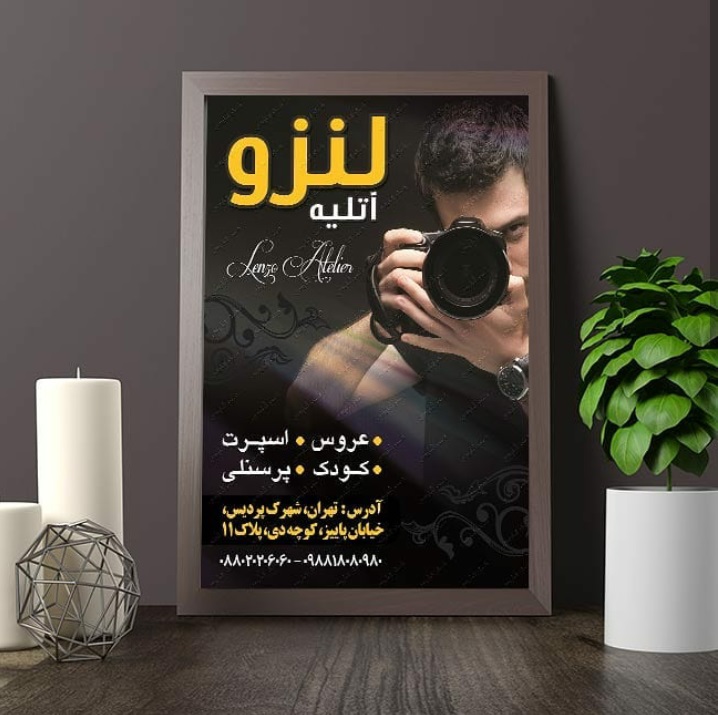 لنزو
آتلیه
Lenzo Atelier
• عروس • اسپرت
• کودک • پرسنلی
آدرس: تهران، شهرک پردیس،
خیابان پاییز، کوچه دی، پلاک ۱۱
۰۸۸۰۲۰۲۰۶۰۶۰ - ۰۹۸۸۱۸۰۸۰۹۸۰